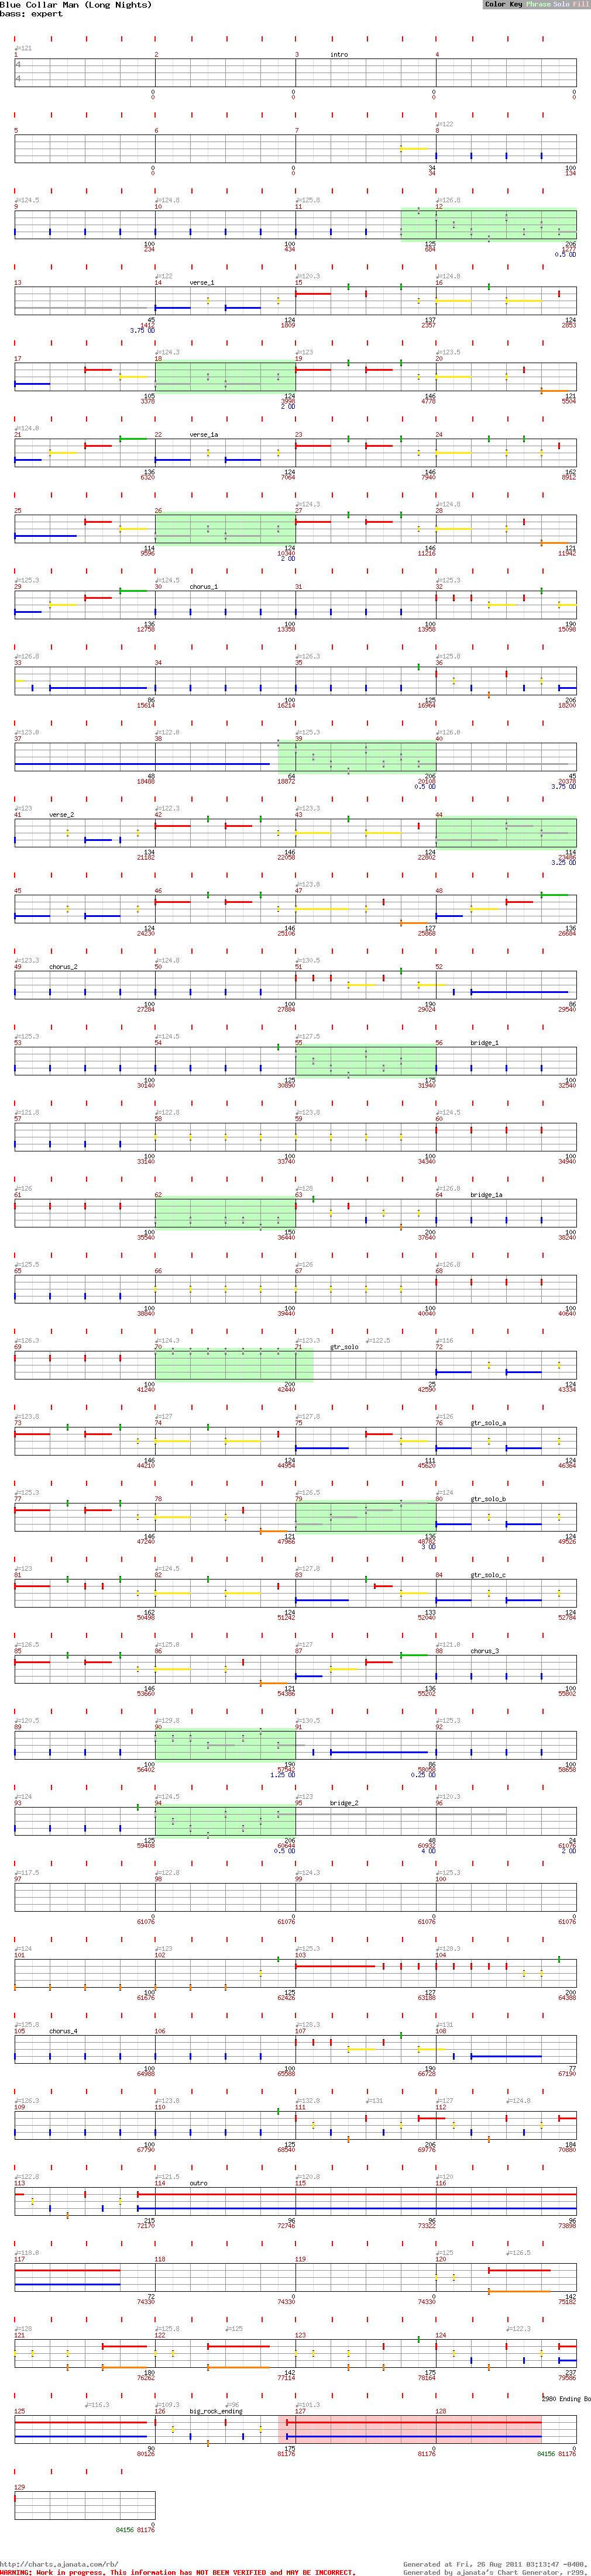 Blue Collar Man (Long Nights)
bass: expert
Color Key Phrase Solo Fill
♩=121
1 2 3 intro 4
4
4
0 0 0 0
0 0 0 0
♩=122
5 6 7 8
0 0 34 100
0 0 34 134
♩=124.5 ♩=124.8 ♩=125.8 ♩=126.8
9 10 11 12
100 100 125 206
234 434 684 1277
0.5 OD
♩=122 ♩=120.3 ♩=124.8
13 14 verse_1 15 16
45 124 137 124
1412 1809 2357 2853
3.75 OD
♩=124.3 ♩=123 ♩=123.5
17 18 19 20
105 124 146 121
3378 3998 4778 5504
2 OD
♩=124.8
21 22 verse_1a 23 24
136 124 146 162
6320 7064 7940 8912
♩=124.3 ♩=124.8
25 26 27 28
114 124 146 121
9596 10340 11216 11942
2 OD
♩=125.3 ♩=124.5 ♩=125.3
29 30 chorus_1 31 32
136 100 100 190
12758 13358 13958 15098
♩=126.8 ♩=126.3 ♩=125.8
33 34 35 36
86 100 125 206
15614 16214 16964 18200
♩=123.8 ♩=122.8 ♩=125.3 ♩=126.8
37 38 39 40
48 64 206 45
18488 18872 20108 20378
0.5 OD 3.75 OD
♩=123 ♩=122.3 ♩=123.3
41 verse_2 42 43 44
134 146 124 114
21182 22058 22802 23486
3.25 OD
♩=123.8
45 46 47 48
124 146 127 136
24230 25106 25868 26684
♩=123.3 ♩=124.8 ♩=130.5
49 chorus_2 50 51 52
100 100 190 86
27284 27884 29024 29540
♩=125.3 ♩=124.5 ♩=127.5
53 54 55 56 bridge_1
100 125 175 100
30140 30890 31940 32540
♩=121.8 ♩=122.8 ♩=123.8 ♩=124.5
57 58 59 60
100 100 100 100
33140 33740 34340 34940
♩=126 ♩=128 ♩=126.8
61 62 63 64 bridge_1a
100 150 200 100
35540 36440 37640 38240
♩=125.5 ♩=126 ♩=126.8
65 66 67 68
100 100 100 100
38840 39440 40040 40640
♩=126.3 ♩=124.3 ♩=123.3 ♩=122.5 ♩=116
69 70 71 gtr_solo 72
100 200 25 124
41240 42440 42590 43334
♩=123.8 ♩=127 ♩=127.8 ♩=126
73 74 75 76 gtr_solo_a
146 124 111 124
44210 44954 45620 46364
♩=125.3 ♩=126.5 ♩=124
77 78 79 80 gtr_solo_b
146 121 136 124
47240 47966 48782 49526
3 OD
♩=123 ♩=124.5 ♩=127.8
81 82 83 84 gtr_solo_c
162 124 133 124
50498 51242 52040 52784
♩=126.5 ♩=125.8 ♩=127 ♩=121.8
85 86 87 88 chorus_3
146 121 136 100
53660 54386 55202 55802
♩=120.5 ♩=129.8 ♩=130.5 ♩=125.3
89 90 91 92
100 190 86 100
56402 57542 58058 58658
1.25 OD 0.25 OD
♩=123 ♩=124.5 ♩=123 ♩=120.3
93 94 95 bridge_2 96
125 206 48 24
59408 60644 60932 61076
0.5 OD 4 OD 2 OD
♩=117.5 ♩=122.8 ♩=124.3 ♩=125.3
97 98 99 100
0 0 0 0
61076 61076 61076 61076
♩=124 ♩=123 ♩=125.3 ♩=128.3
101 102 103 104
100 125 127 200
61676 62426 63188 64388
♩=125.8 ♩=128.3 ♩=131
105 chorus_4 106 107 108
100 100 190 77
64988 65588 66728 67190
♩=126.3 ♩=123.8 ♩=132.8 ♩=131 ♩=127 ♩=124.8
109 110 111 112
100 125 206 184
67790 68540 69776 70880
♩=122.8 ♩=121.5 ♩=120.8 ♩=120
113 114 outro 115 116
215 96 96 96
72170 72746 73322 73898
♩=118.8 ♩=125 ♩=126.5
117 118 119 120
72 0 0 142
74330 74330 74330 75182
♩=128 ♩=125.8 ♩=125 ♩=122.3
121 122 123 124
180 142 178 237
76262 77114 78164 79586
2980 Ending Bo
♩=116.3 ♩=109.3 ♩=96 ♩=101.3
125 126 big_rock_ending 127 128
90 175 0 0
80126 81176 81176 84156 81176
129
0
84156 81176
http://charts.ajanata.com/rb/ Generated at Fri, 26 Aug 2011 03:13:47 -0400.
WARNING: Work in progress. This information has NOT BEEN VERIFIED and MAY BE INCORRECT. Generated by ajanata's Chart Generator, r299.